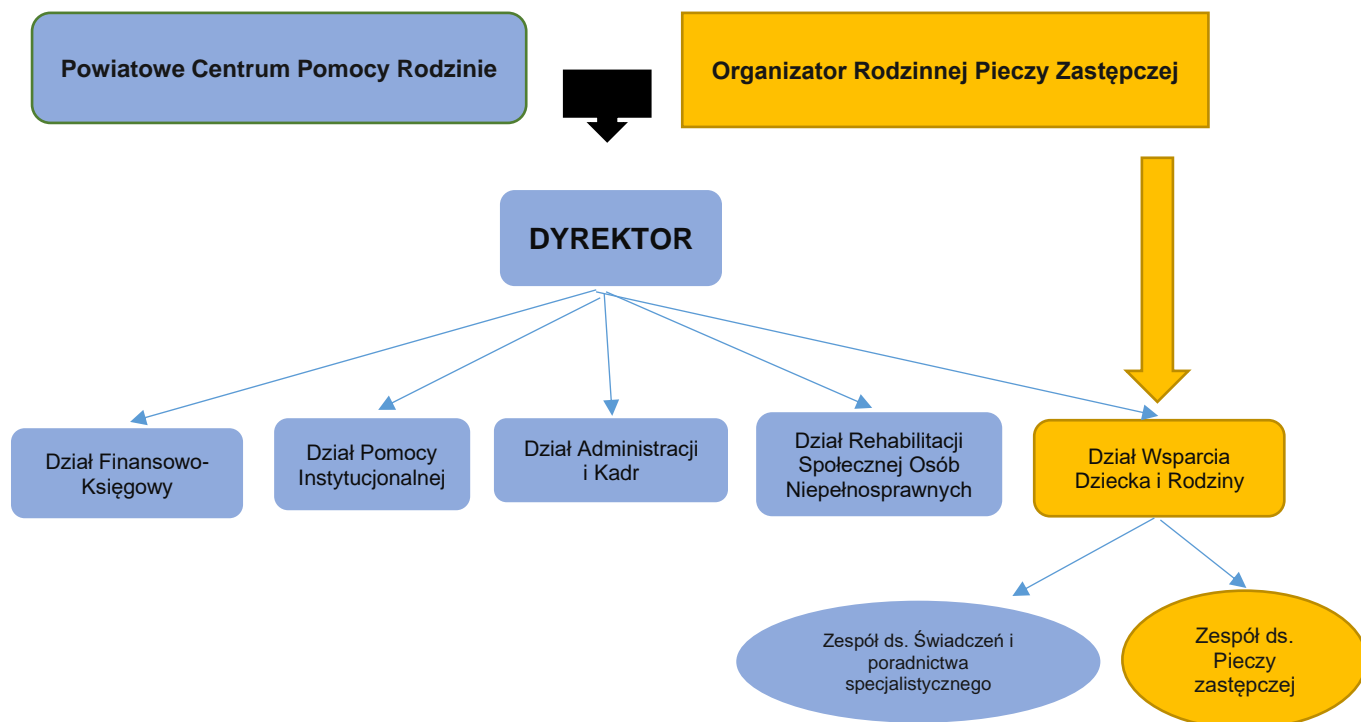 Powiatowe Centrum Pomocy Rodzinie
Organizator Rodzinnej Pieczy Zastępczej
DYREKTOR
Dział Finansowo-
Księgowy
Dział Pomocy
Instytucjonalnej
Dział Administracji
i Kadr
Dział Rehabilitacji
Społecznej Osób
Niepełnosprawnych
Dział Wsparcia
Dziecka i Rodziny
Zespół ds. Świadczeń i
poradnictwa
specjalistycznego
Zespół ds.
Pieczy
zastępczej